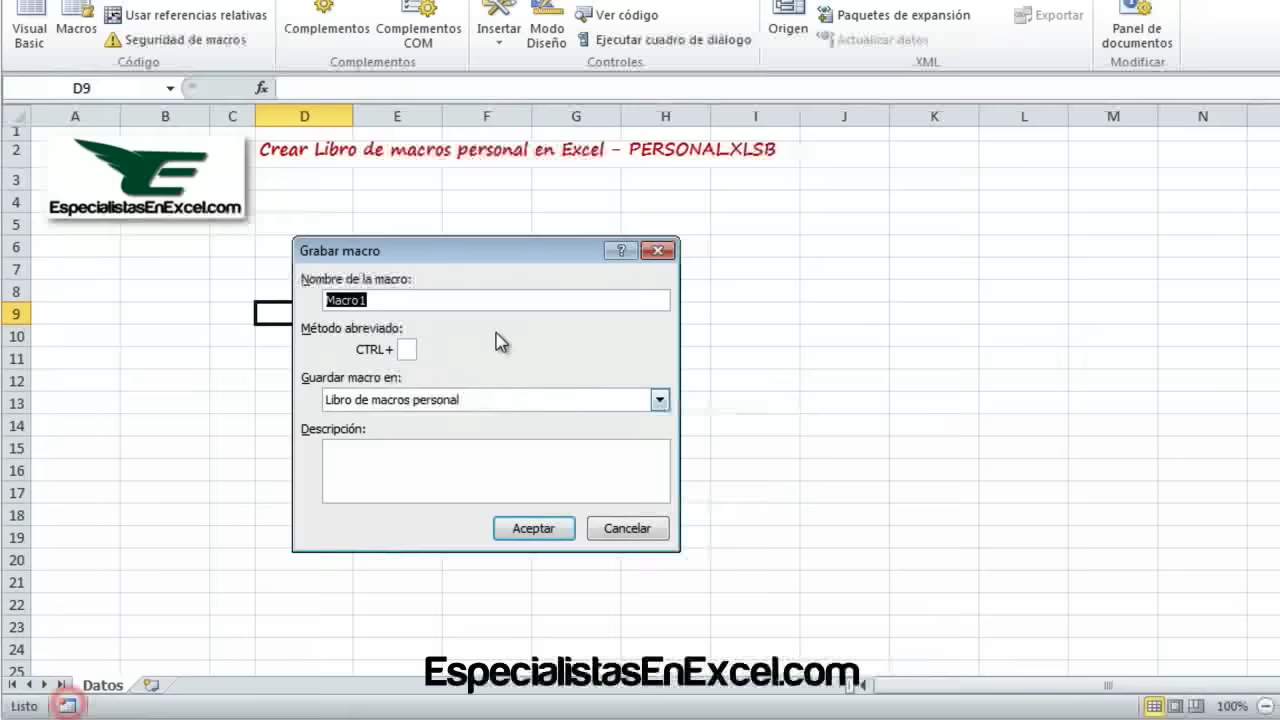 Visual
Basic
Macros
Usar referencias relativas
Seguridad de macros
Código
Complementos
Complementos
COM
Complementos
Insertar
Modo
Diseño
Ver código
Ejecutar cuadro de diálogo
Controles
Origen
Paquetes de expansión
Actualizar datos
Exportar
XML
Panel de
documentos
Modificar
D9
fx
A B C D E F G H I J K L M N
1
2
3
4
5
6
7
8
9
10
11
12
13
14
15
16
17
18
19
20
21
22
23
24
25
Crear Libro de macros personal en Excel - PERSONAL.XLSB
EspecialistasEnExcel.com
Grabar macro
Nombre de la macro:
Macro1
Método abreviado:
CTRL+
Guardar macro en:
Libro de macros personal
Descripción:
Aceptar Cancelar
EspecialistasEnExcel.com
Datos
Listo
100%